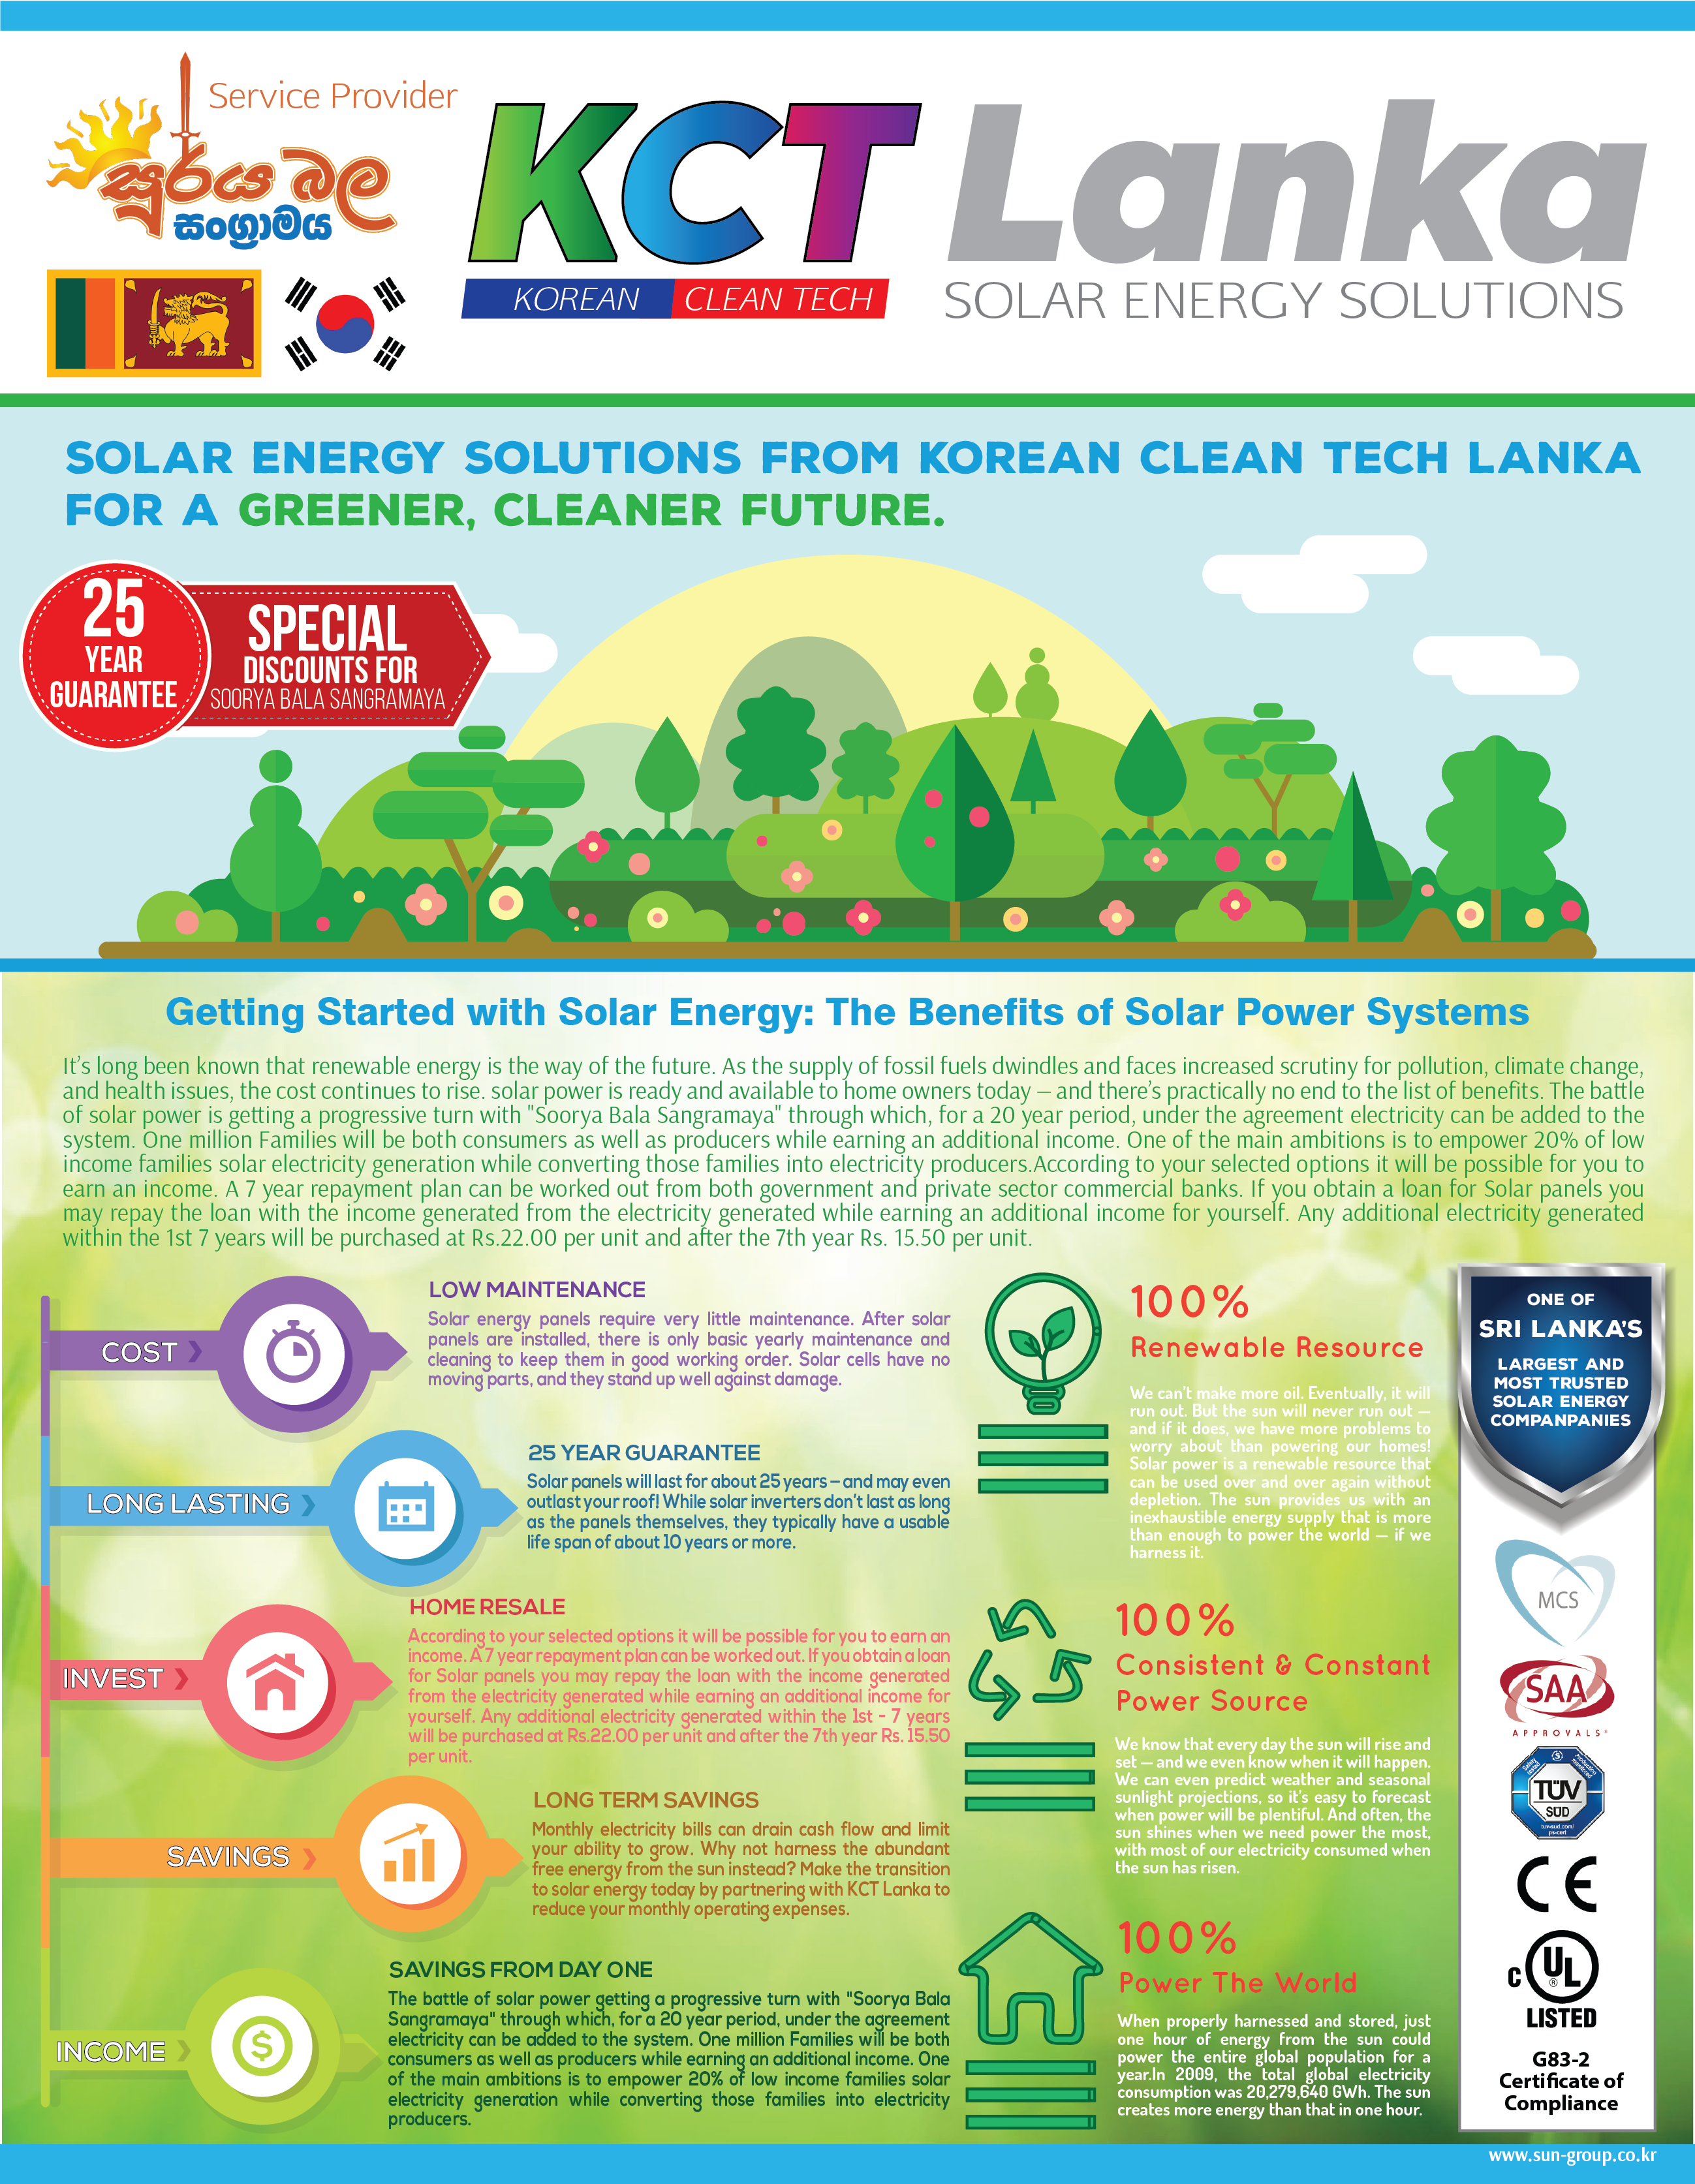 Service Provider
සූර්ය බල
සංග්‍රාමය
KCT Lanka
KOREAN CLEAN TECH
SOLAR ENERGY SOLUTIONS
SOLAR ENERGY SOLUTIONS FROM KOREAN CLEAN TECH LANKA
FOR A GREENER, CLEANER FUTURE.
25
YEAR
GUARANTEE
SPECIAL
DISCOUNTS FOR
SOORYA BALA SANGRAMAYA
Getting Started with Solar Energy: The Benefits of Solar Power Systems
It's long been known that renewable energy is the way of the future. As the supply of fossil fuels dwindles and faces increased scrutiny for pollution, climate change,
and health issues, the cost continues to rise. solar power is ready and available to home owners today – and there's practically no end to the list of benefits. The battle
of solar power is getting a progressive turn with "Soorya Bala Sangramaya" through which, for a 20 year period, under the agreement electricity can be added to the
system. One million Families will be both consumers as well as producers while earning an additional income. One of the main ambitions is to empower 20% of low
income families solar electricity generation while converting those families into electricity producers.According to your selected options it will be possible for you to
earn an income. A 7 year repayment plan can be worked out from both government and private sector commercial banks. If you obtain a loan for Solar panels you
may repay the loan with the income generated from the electricity generated while earning an additional income for yourself. Any additional electricity generated
within the 1st 7 years will be purchased at Rs.22.00 per unit and after the 7th year Rs. 15.50 per unit.
COST
LOW MAINTENANCE
Solar energy panels require very little maintenance. After solar
panels are installed, there is only basic yearly maintenance and
cleaning to keep them in good working order. Solar cells have no
moving parts, and they stand up well against damage.
LONG LASTING
25 YEAR GUARANTEE
Solar panels will last for about 25 years – and may even
outlast your roof! While solar inverters don't last as long
as the panels themselves, they typically have a usable
life span of about 10 years or more.
INVEST
HOME RESALE
According to your selected options it will be possible for you to earn an
income. A 7 year repayment plan can be worked out. If you obtain a loan
for Solar panels you may repay the loan with the income generated
from the electricity generated while earning an additional income for
yourself. Any additional electricity generated within the 1st - 7 years
will be purchased at Rs.22.00 per unit and after the 7th year Rs. 15.50
per unit.
SAVINGS
LONG TERM SAVINGS
Monthly electricity bills can drain cash flow and limit
your ability to grow. Why not harness the abundant
free energy from the sun instead? Make the transition
to solar energy today by partnering with KCT Lanka to
reduce your monthly operating expenses.
INCOME
SAVINGS FROM DAY ONE
The battle of solar power getting a progressive turn with "Soorya Bala
Sangramaya" through which, for a 20 year period, under the agreement
electricity can be added to the system. One million Families will be both
consumers as well as producers while earning an additional income. One
of the main ambitions is to empower 20% of low income families solar
electricity generation while converting those families into electricity
producers.
100%
Renewable Resource
We can't make more oil. Eventually, it will
run out. But the sun will never run out –
and if it does, we have more problems to
worry about than powering our homes!
Solar power is a renewable resource that
can be used over and over again without
depletion. The sun provides us with an
inexhaustible energy supply that is more
than enough to power the world – if we
harness it.
100%
Consistent & Constant
Power Source
We know that every day the sun will rise and
set – and we even know when it will happen.
We can even predict weather and seasonal
sunlight projections, so it's easy to forecast
when power will be plentiful. And often, the
sun shines when we need power the most,
with most of our electricity consumed when
the sun has risen.
100%
Power The World
When properly harnessed and stored, just
one hour of energy from the sun could
power the entire global population for a
year.In 2009, the total global electricity
consumption was 20,279,640 GWh. The sun
creates more energy than that in one hour.
ONE OF
SRI LANKA'S
LARGEST AND
MOST TRUSTED
SOLAR ENERGY
COMPANPANIES
MCS
SAA
APPROVALS®
Safety tested
Production monitored
TÜV
SÜD
tuv-sud.com/
ps-cert
CE
C UL ®
LISTED
G83-2
Certificate of
Compliance
www.sun-group.co.kr